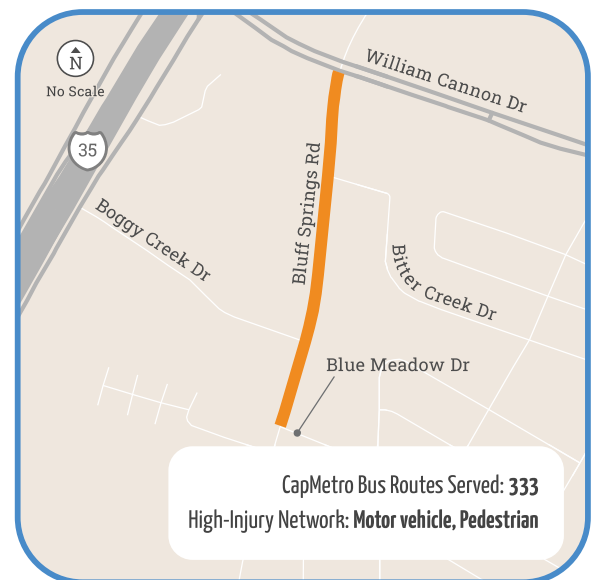 N
No Scale
35
William Cannon Dr
Bluff Springs Rd
Boggy Creek Dr
Bitter Creek Dr
Blue Meadow Dr
CapMetro Bus Routes Served: 333
High-Injury Network: Motor vehicle, Pedestrian